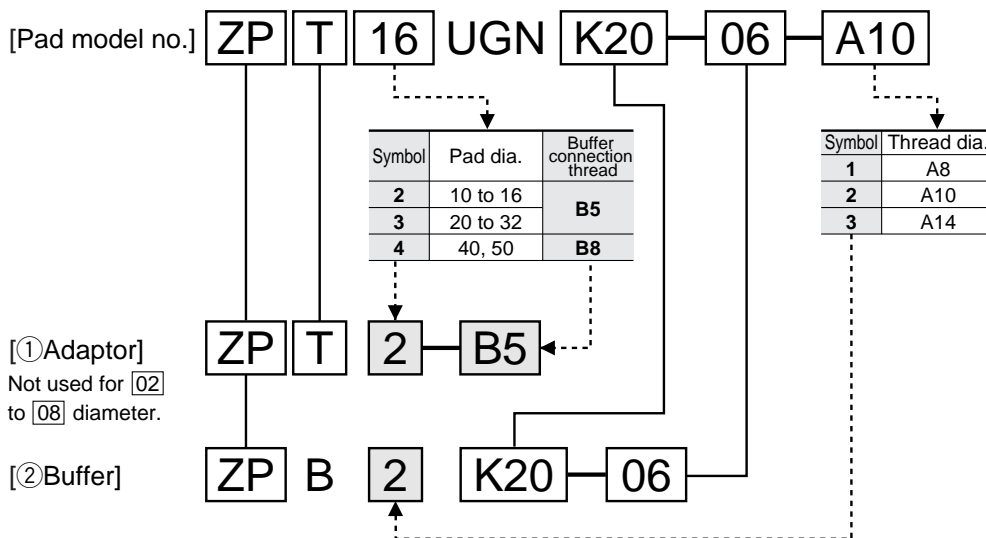 [Pad model no.] ZP T 16 UGN K20 06 A10
Symbol Pad dia. Buffer connection thread
2 10 to 16 B5
3 20 to 32
4 40, 50 B8
Symbol Thread dia.
1 A8
2 A10
3 A14
[①Adaptor] ZP T 2 B5
Not used for 02
to 08 diameter.
[②Buffer] ZP B 2 K20 06